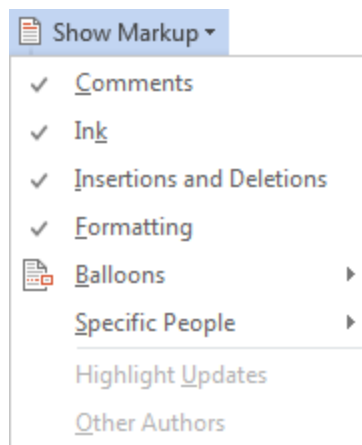 Show Markup
Comments
Ink
Insertions and Deletions
Formatting
Balloons
Specific People
Highlight Updates
Other Authors